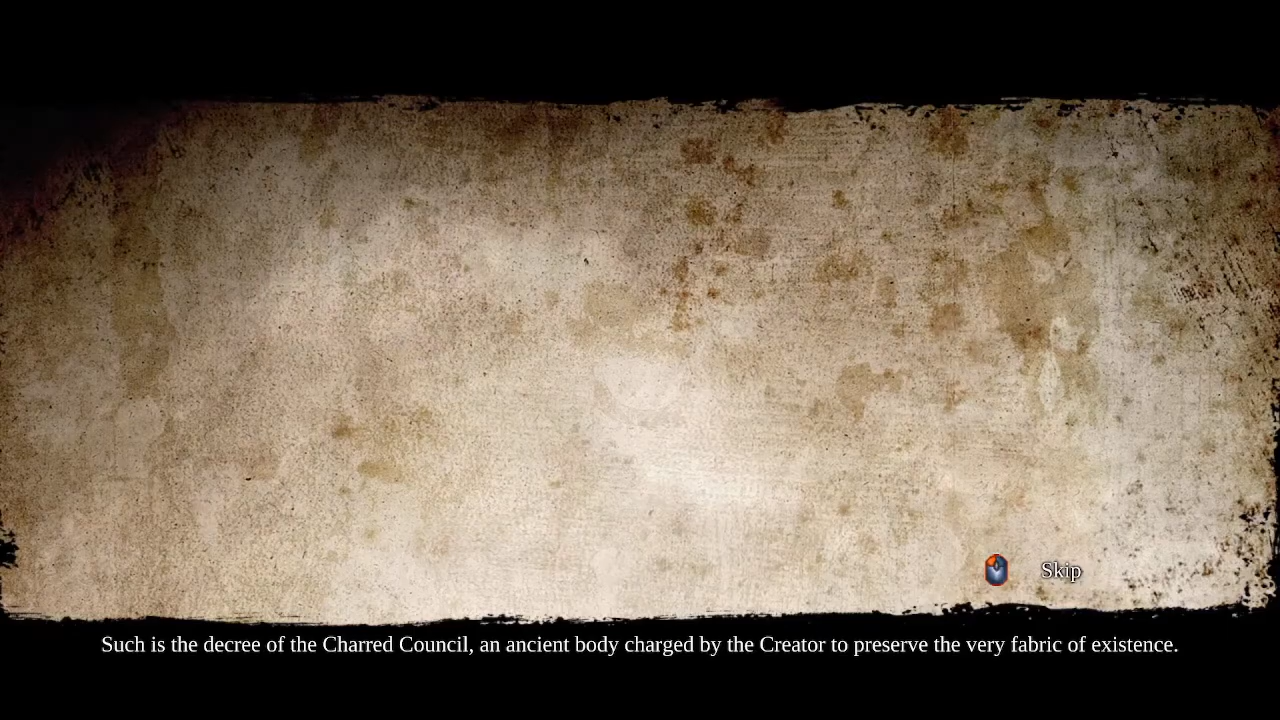 Skip
Such is the decree of the Charred Council, an ancient body charged by the Creator to preserve the very fabric of existence.